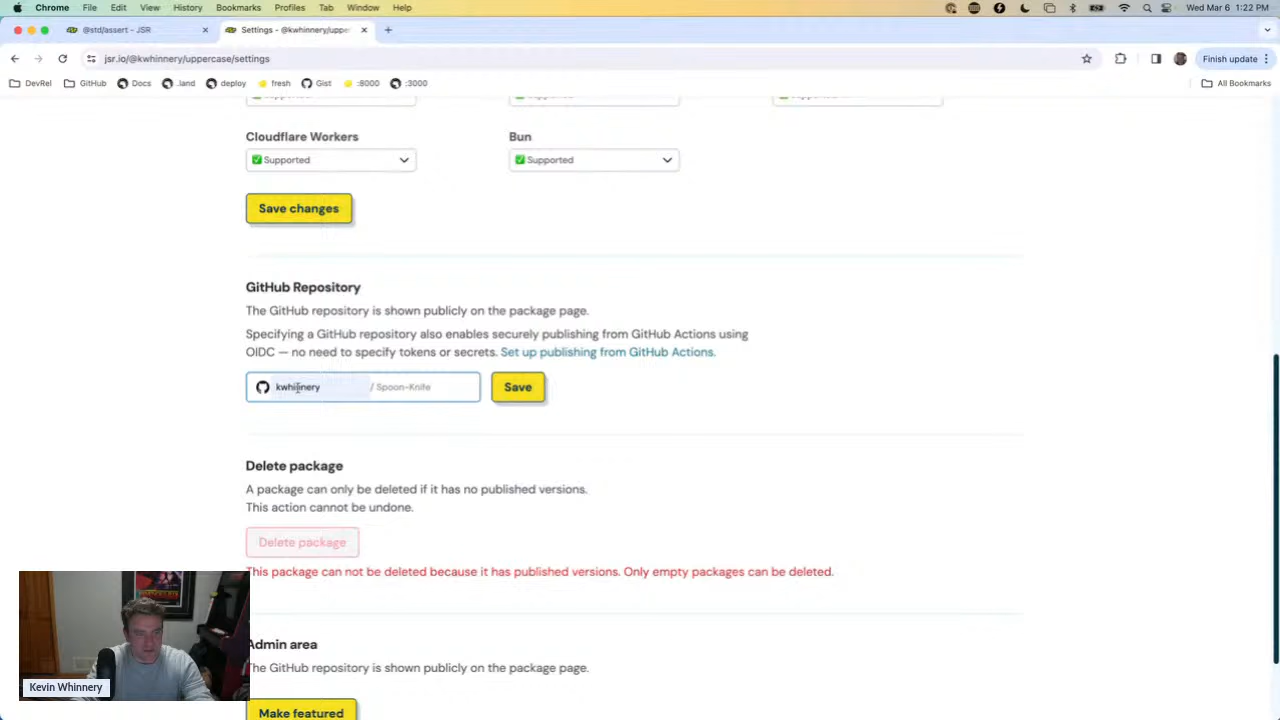 Chrome File Edit View History Bookmarks Profiles Tab Window Help Wed Mar 6 1:22 PM
@std/assert - JSR
Settings - @kwhinnery/uppe
jsr.io/@kwhinnery/uppercase/settings
Finish update
DevRel GitHub Docs .land deploy fresh Gist :8000 :3000 All Bookmarks
Cloudflare Workers
Bun
Supported
Supported
Save changes
GitHub Repository
The GitHub repository is shown publicly on the package page.
Specifying a GitHub repository also enables securely publishing from GitHub Actions using
OIDC — no need to specify tokens or secrets. Set up publishing from GitHub Actions.
kwhinnery / Spoon-Knife Save
Delete package
A package can only be deleted if it has no published versions.
This action cannot be undone.
Delete package
This package can not be deleted because it has published versions. Only empty packages can be deleted.
Admin area
The GitHub repository is shown publicly on the package page.
Kevin Whinnery
Make featured